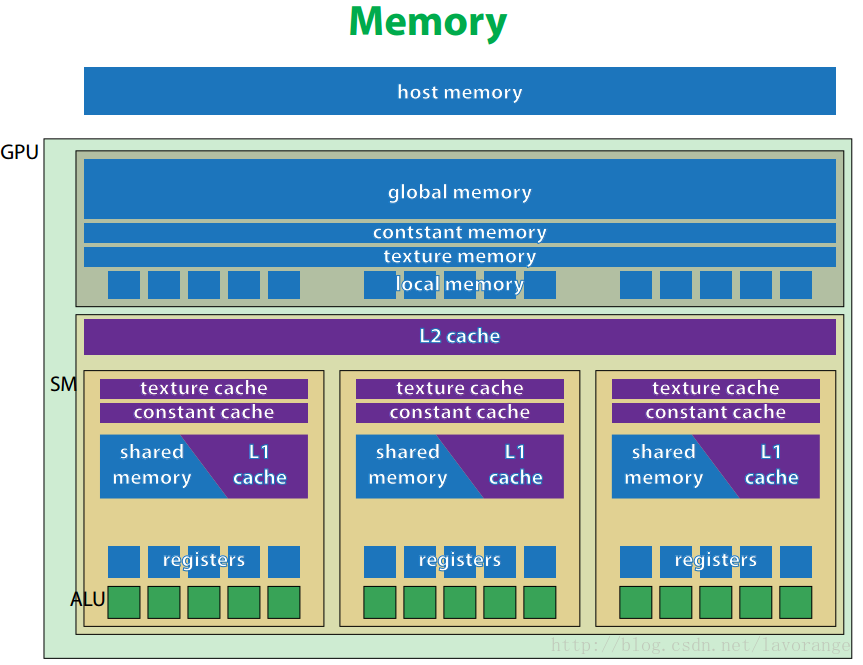 Memory
host memory
GPU
global memory
contstant memory
texture memory
local memory
L2 cache
SM
texture cache
constant cache
shared memory
L1 cache
registers
texture cache
constant cache
shared memory
L1 cache
registers
texture cache
constant cache
shared memory
L1 cache
registers
ALU
http://blog.csdn.net/lavorange